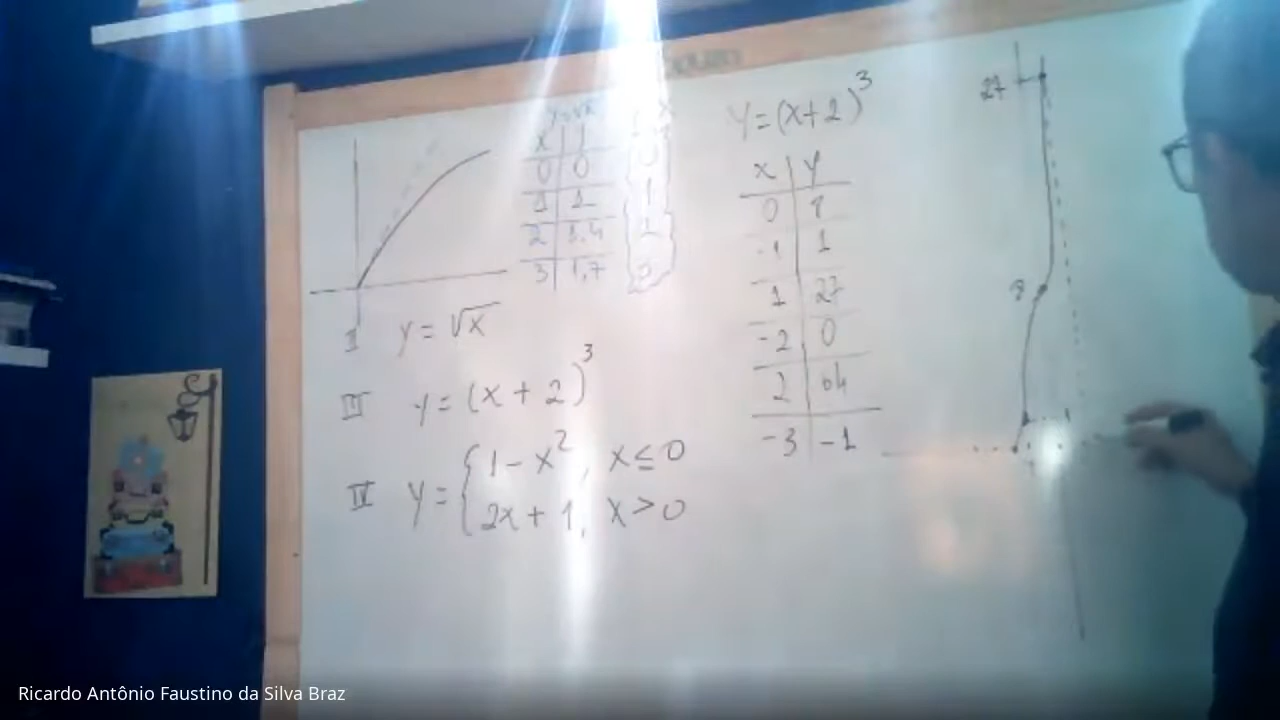 y=√x
x | y
0 | 0
1 | 1
2 | 1,4
3 | 1,7
II y = √x
III y = (x + 2)³
IV y = { 1 - x², x ≤ 0
2x + 1, x > 0
y = (x+2)³
x | y
0 | 8
-1 | 1
1 | 27
-2 | 0
2 | 64
-3 | -1
27
8
Ricardo Antônio Faustino da Silva Braz